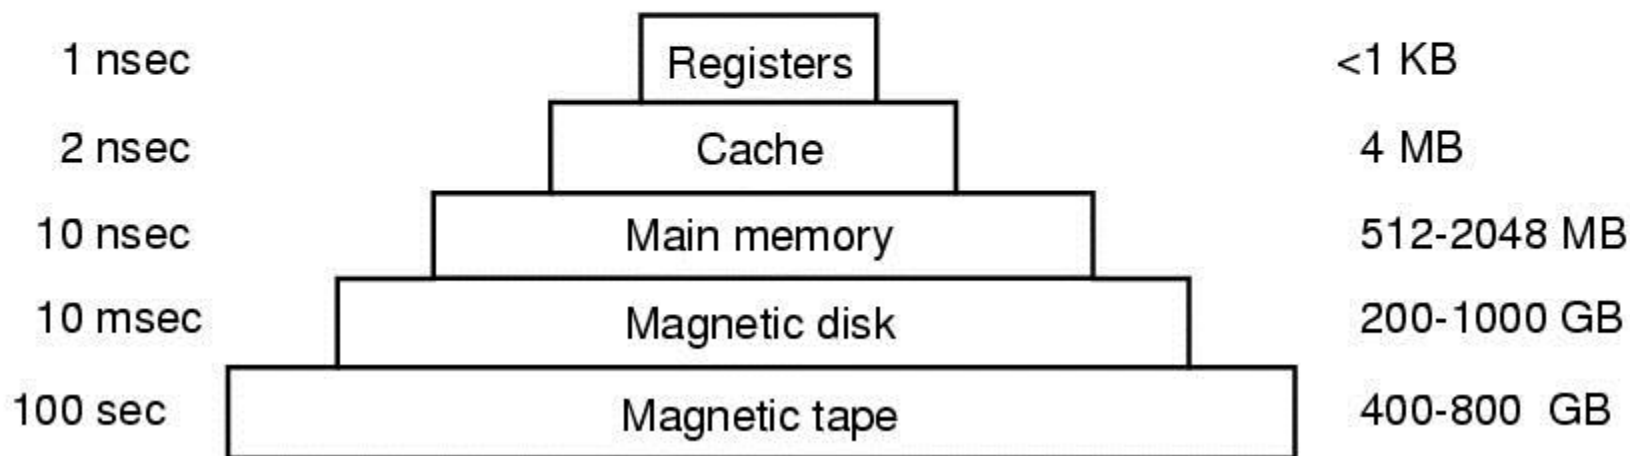 1 nsec Registers <1 KB
2 nsec Cache 4 MB
10 nsec Main memory 512-2048 MB
10 msec Magnetic disk 200-1000 GB
100 sec Magnetic tape 400-800 GB